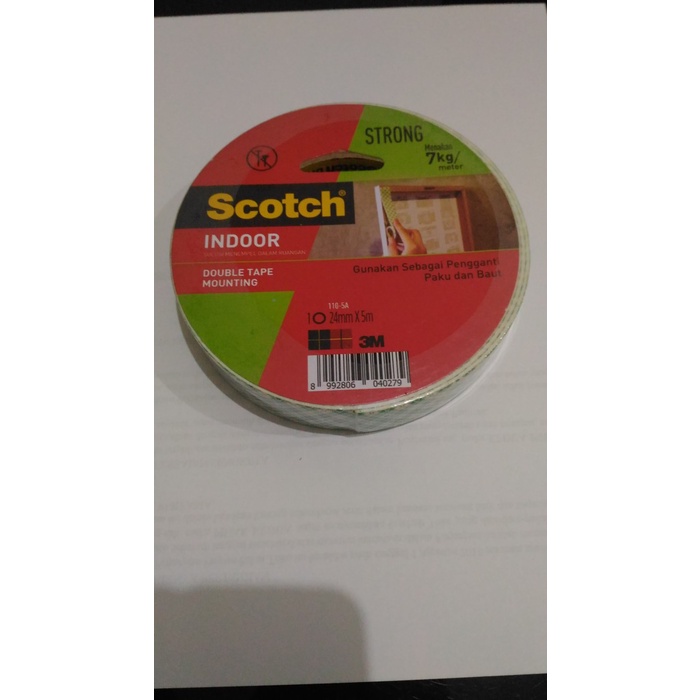 STRONG
Menahan
7kg/
meter
Scotch®
INDOOR
DOUBLE TAPE
MOUNTING
Gunakan Sebagai Pengganti
Paku dan Baut
110-5A
1 24mm X 5m
3M
8 992806 040279